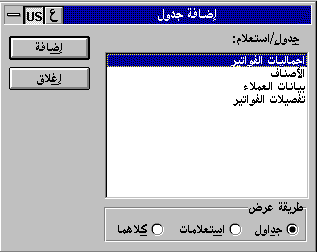 إضافة جدول
ع
US
جدول/استعلام:
إجماليات الفواتير
الأصناف
بيانات العملاء
تفصيلات الفواتير
إضافة
إغلاق
طريقة عرض
جداول استعلامات كلاهما